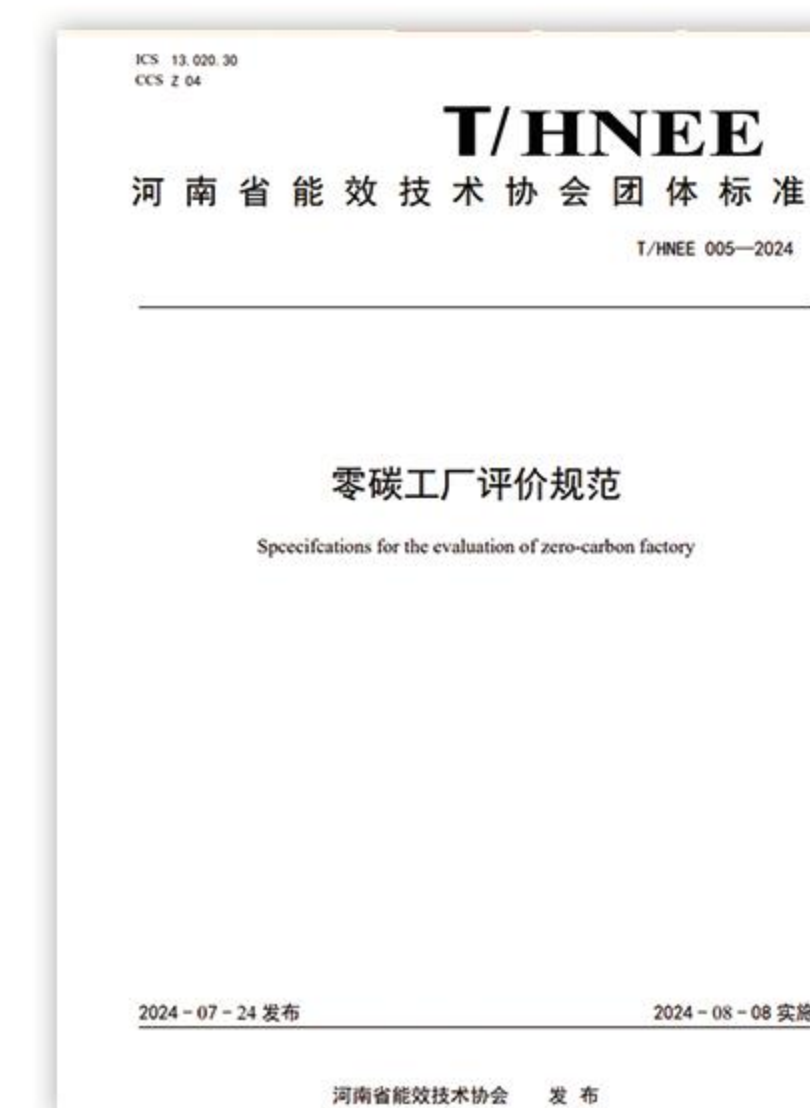 ICS 13.020.30
CCS Z 04
T/HNEE
河南省能效技术协会团体标准
T/HNEE 005—2024
零碳工厂评价规范
Spcecifcations for the evaluation of zero-carbon factory
2024-07-24 发布
2024-08-08 实施
河南省能效技术协会 发布